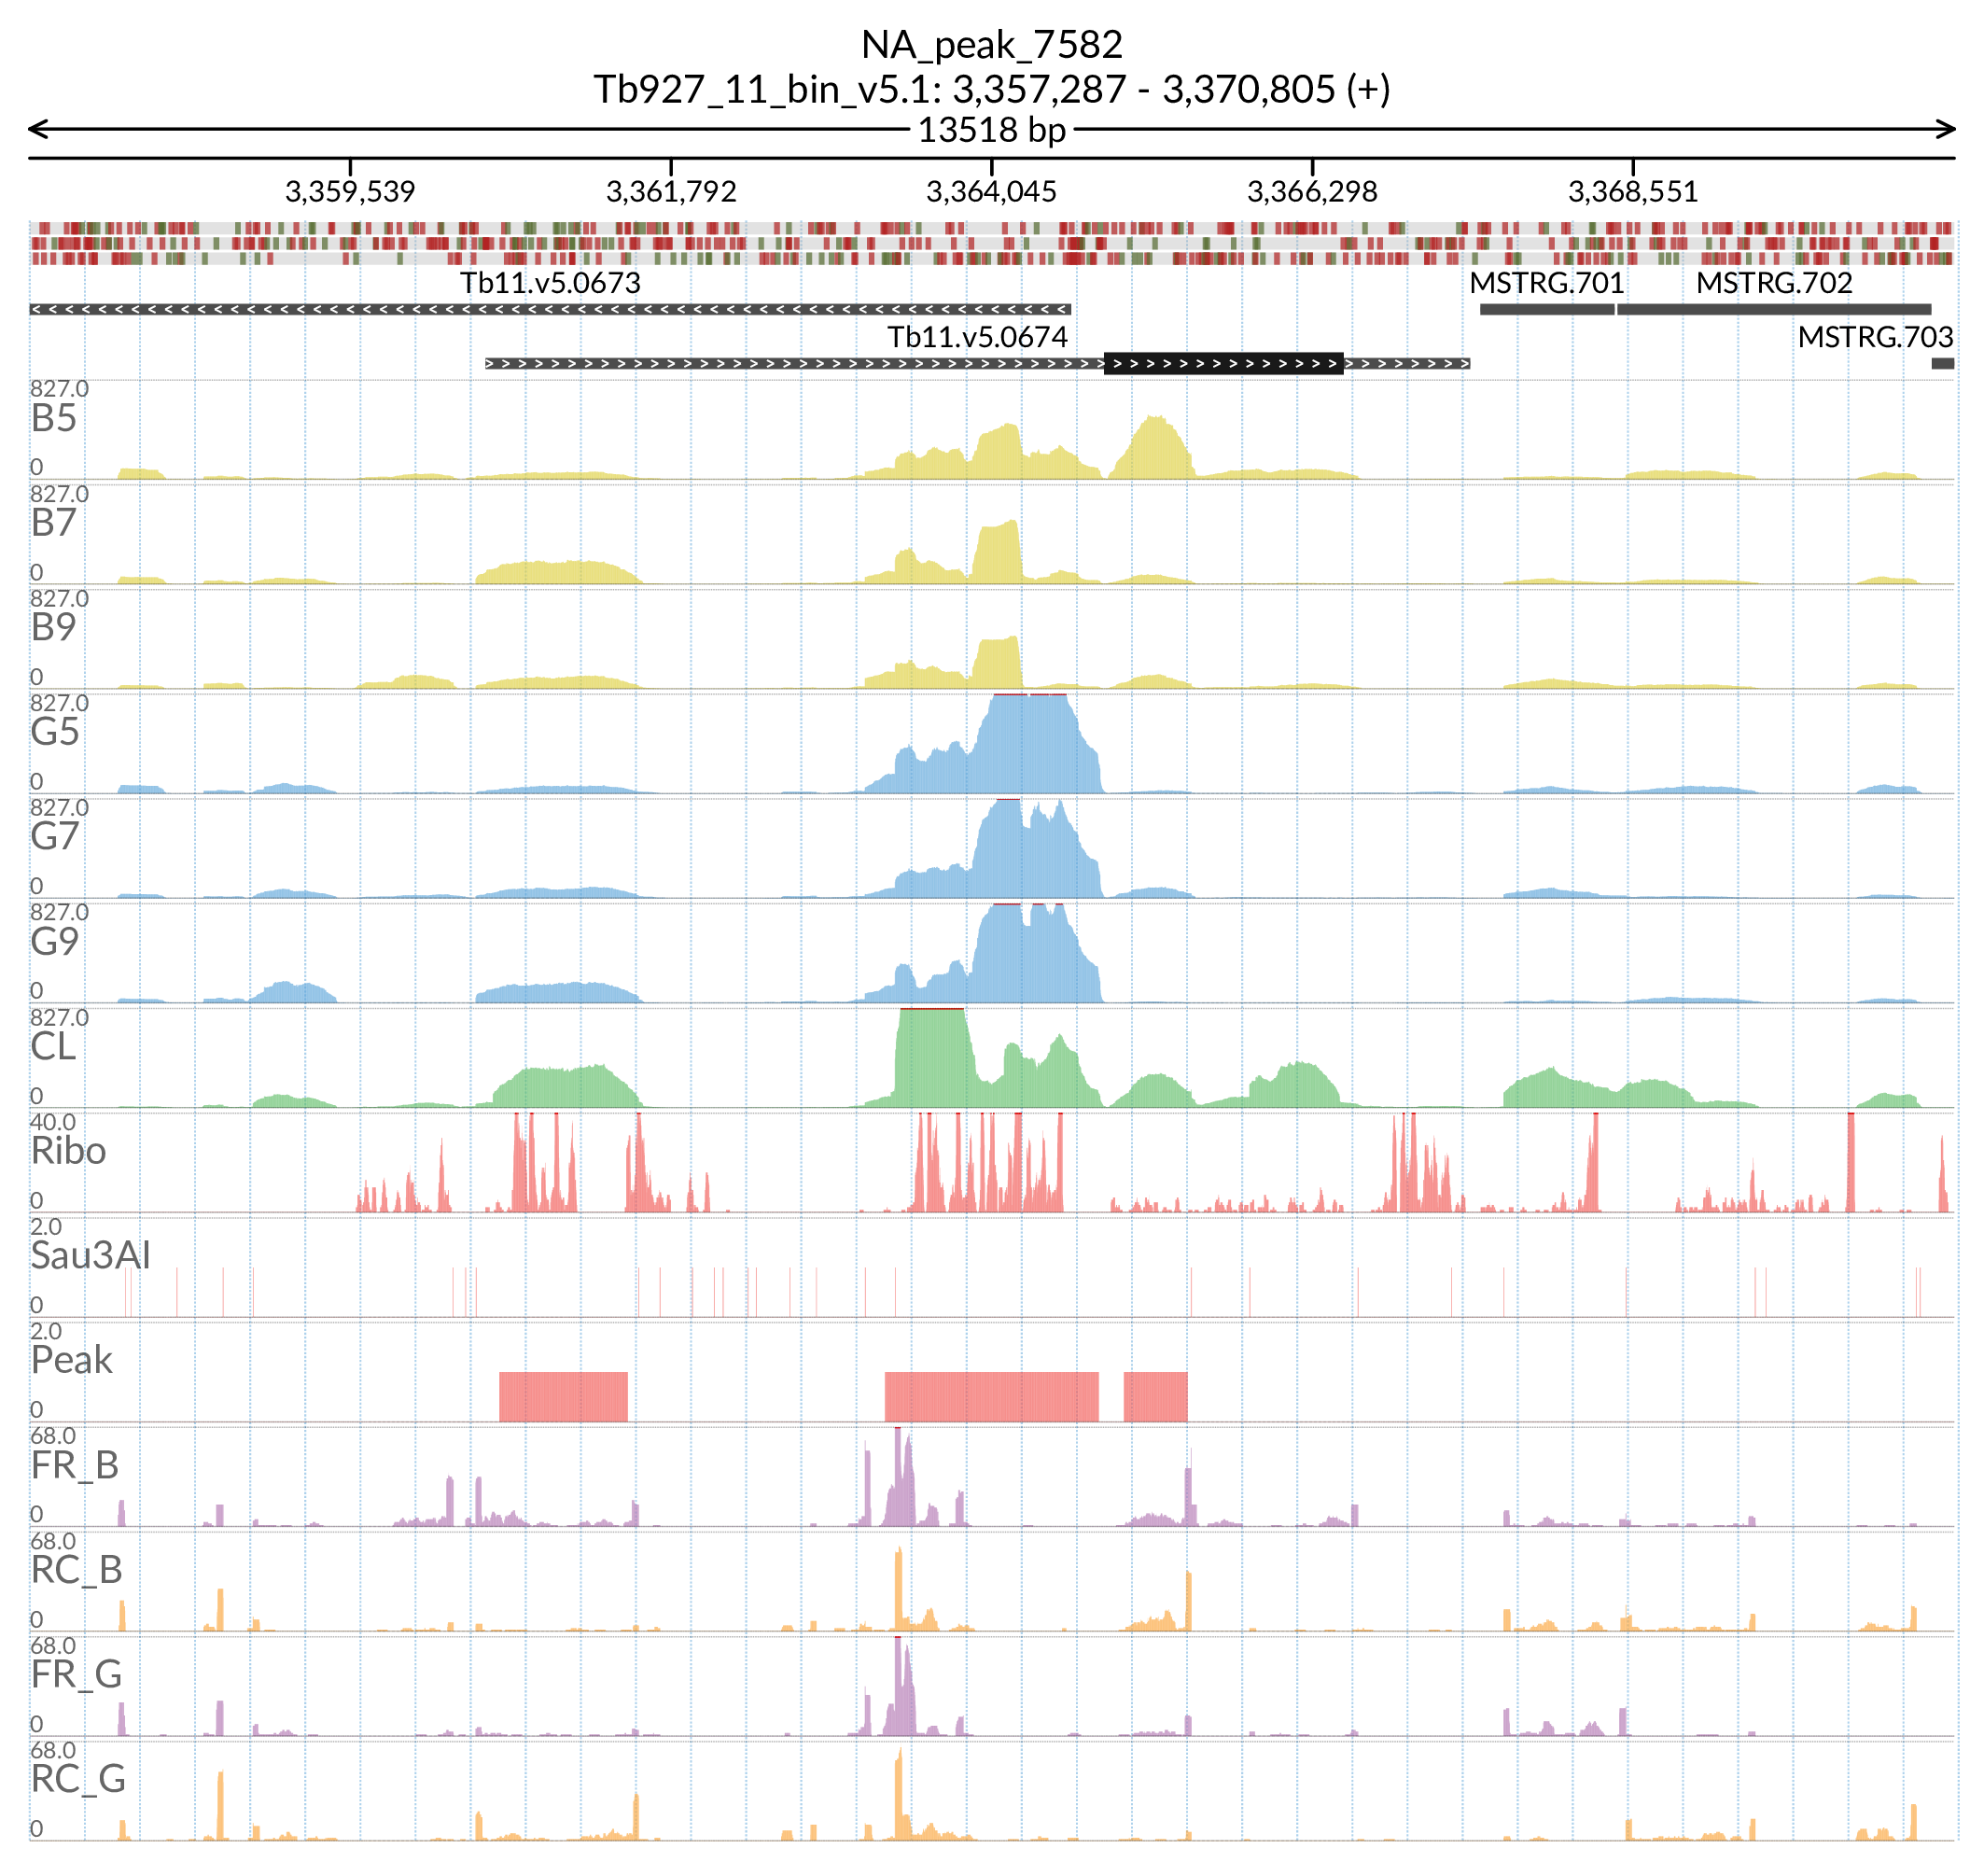 NA_peak_7582
Tb927_11_bin_v5.1: 3,357,287 - 3,370,805 (+)
13518 bp
3,359,539 3,361,792 3,364,045 3,366,298 3,368,551
Tb11.v5.0673 MSTRG.701 MSTRG.702
Tb11.v5.0674 MSTRG.703
827.0
B5
0
827.0
B7
0
827.0
B9
0
827.0
G5
0
827.0
G7
0
827.0
G9
0
827.0
CL
0
40.0
Ribo
0
2.0
Sau3AI
0
2.0
Peak
0
68.0
FR_B
0
68.0
RC_B
0
68.0
FR_G
0
68.0
RC_G
0